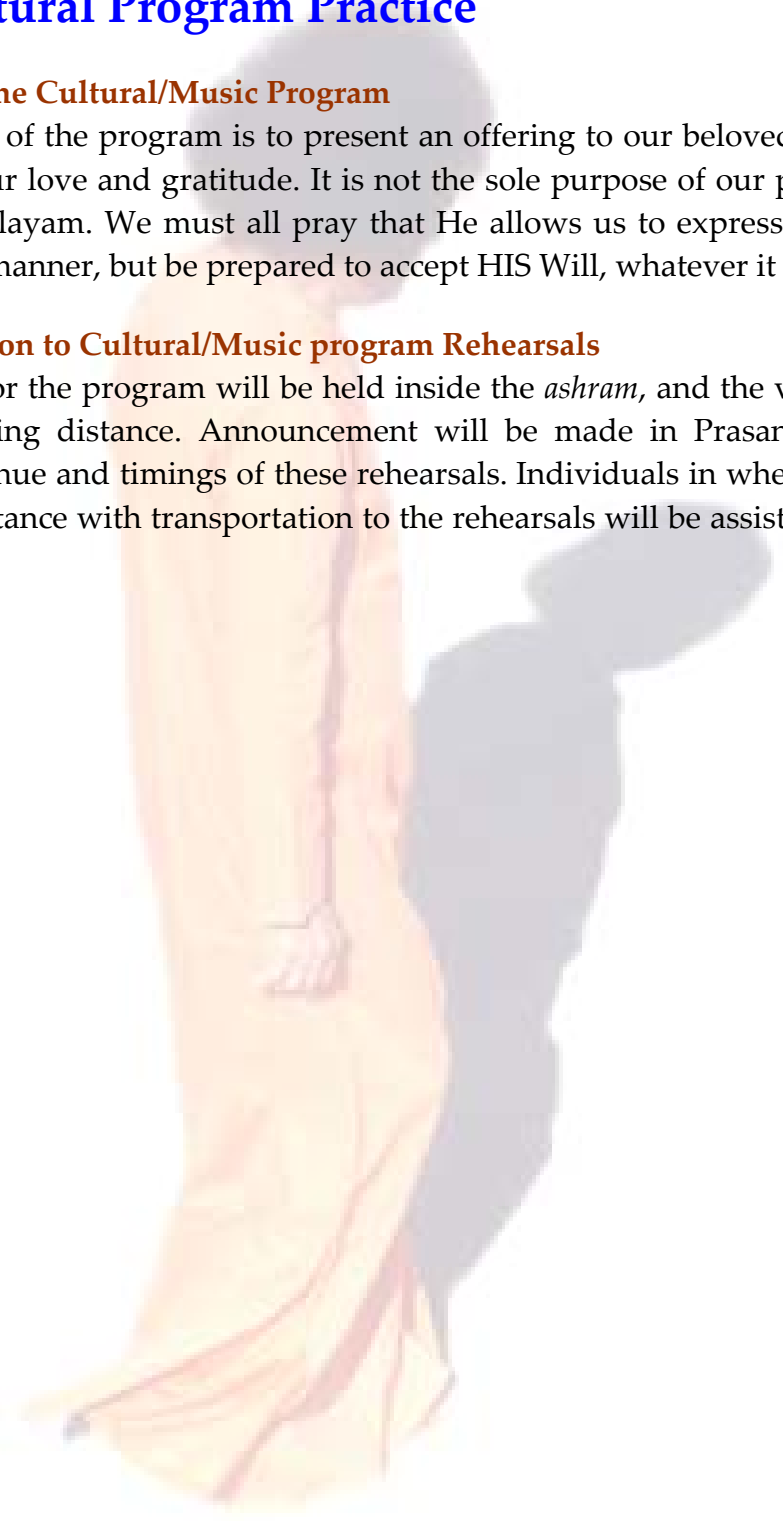 tural Program Practice
ne Cultural/Music Program
of the program is to present an offering to our beloved
ur love and gratitude. It is not the sole purpose of our p
layam. We must all pray that He allows us to express
manner, but be prepared to accept HIS Will, whatever it
on to Cultural/Music program Rehearsals
or the program will be held inside the ashram, and the v
ing distance. Announcement will be made in Prasan
nue and timings of these rehearsals. Individuals in whe
tance with transportation to the rehearsals will be assist